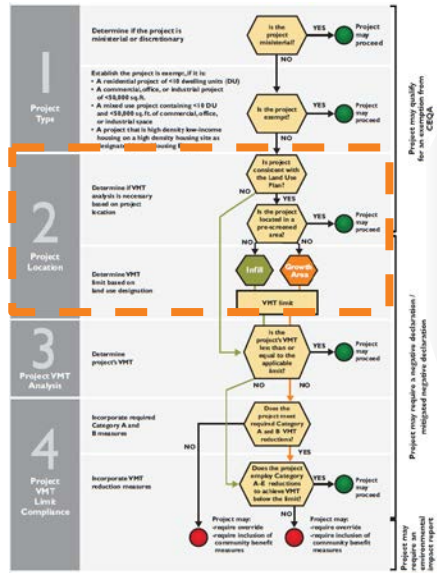 1
Project
Type
Determine if the project is
ministerial or discretionary
Is the
project
ministerial?
YES
Project
may
proceed
NO
Establish the project is exempt, if it is:
• A residential project of <10 dwelling units (DU)
• A commercial, office, or industrial project
of <50,000 sq. ft.
• A mixed use project containing <10 DU
and <50,000 sq. ft. of commercial, office,
or industrial space
• A project that is high density low-income
housing on a high density housing site as
Is the project
exempt?
YES
Project
may
proceed
NO
Project may qualify
for an exemption from
CEQA
2
Project
Location
Determine if VMT
analysis is necessary
based on project
location
Is project
consistent with
the Land Use
Plan?
NO
YES
Is the project
located in a
pre-screened
area?
YES
Project
may
proceed
NO
NO
Determine VMT
limit based on
land use designation
Infill
Growth
Area
VMT limit
3
Project VMT
Analysis
Determine
project's VMT
Is the
project's VMT
less than or
equal to the
applicable
limit?
YES
Project
may
proceed
NO
NO
Project may require a negative declaration /
mitigated negative declaration
4
Project
VMT
Limit
Compliance
Incorporate required
Category A and
B measures
Does the
project meet
required Category
A and B VMT
reductions?
NO
YES
Incorporate VMT
reduction measures
Does the project
employ Category
A-E reductions
to achieve VMT
below the limit?
YES
Project
may
proceed
NO
Project may:
-require override
-require inclusion of
community benefit
measures
Project may:
-require override
-require inclusion of
community benefit
measures
Project may
require an
environmental
impact report